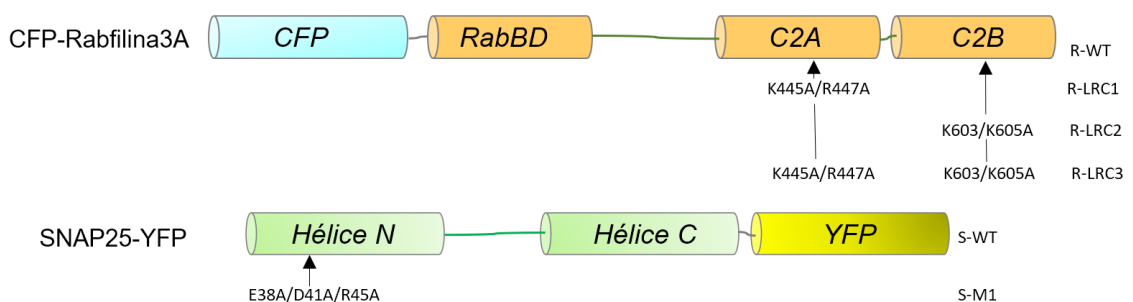 CFP-Rabfilina3A CFP RabBD C2A C2B R-WT
K445A/R447A R-LRC1
K603/K605A R-LRC2
K445A/R447A K603/K605A R-LRC3
SNAP25-YFP Hélice N Hélice C YFP S-WT
E38A/D41A/R45A S-M1